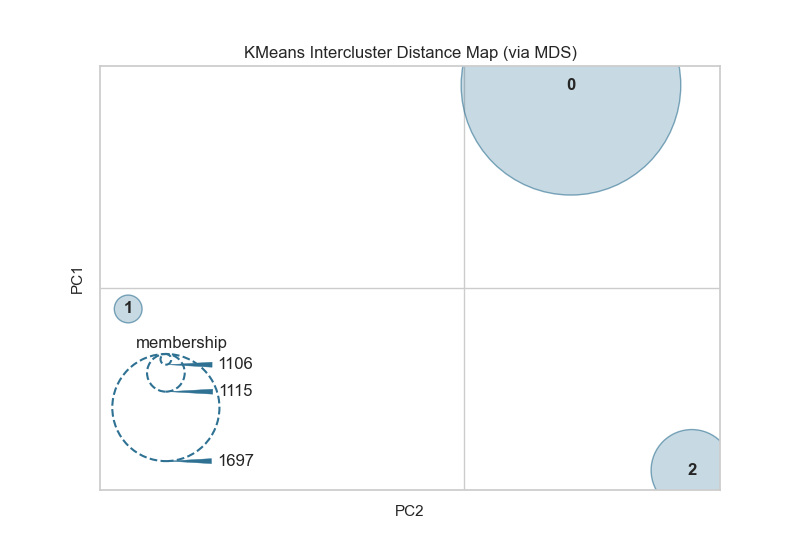 KMeans Intercluster Distance Map (via MDS)
0
PC1
1
membership
1106
1115
1697
2
PC2